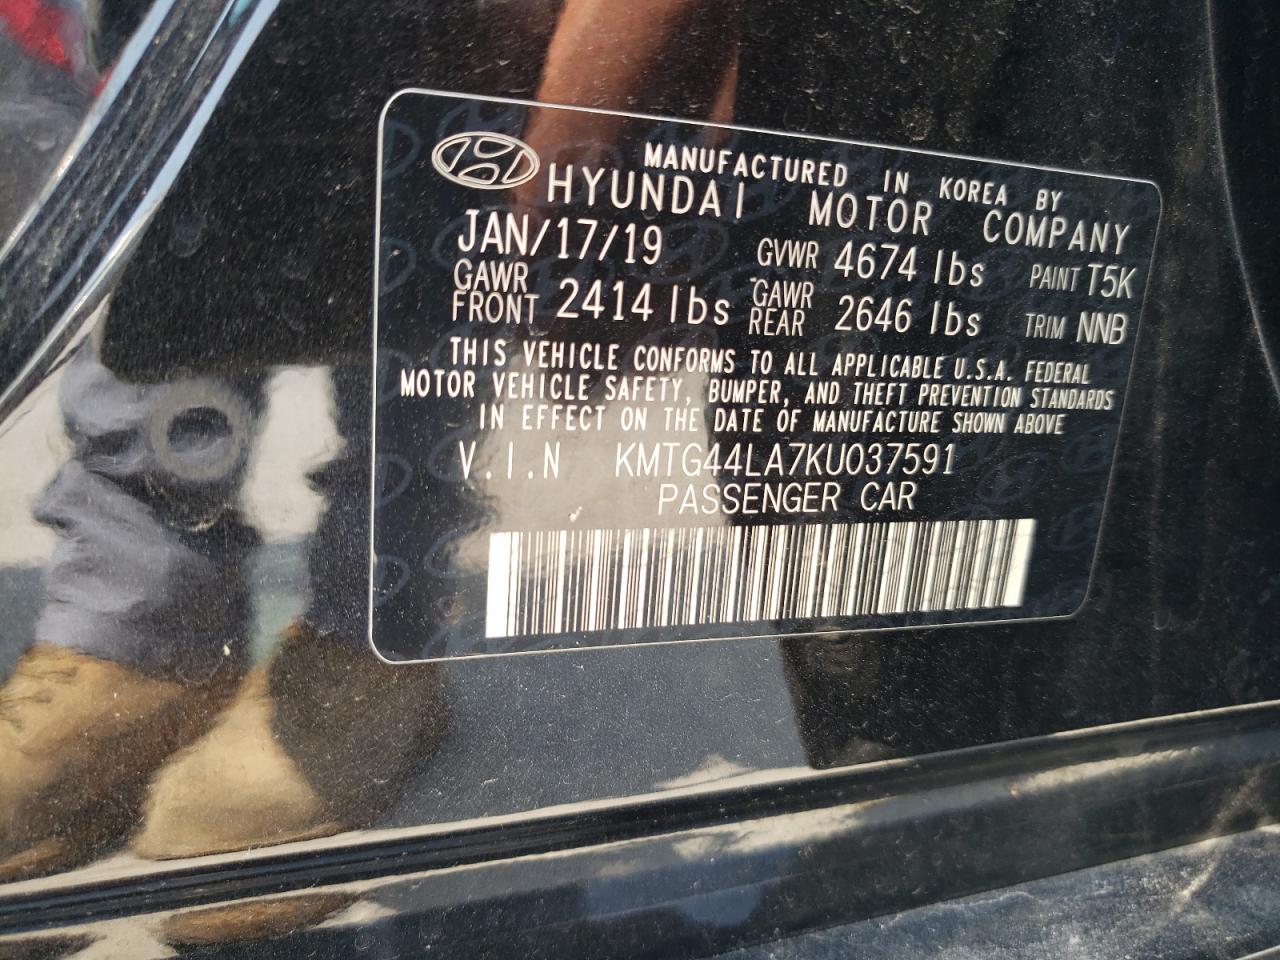 MANUFACTURED IN KOREA BY
HYUNDAI MOTOR COMPANY
JAN/17/19 GVWR 4674 lbs PAINT T5K
GAWR FRONT 2414 lbs GAWR REAR 2646 lbs TRIM NNB
THIS VEHICLE CONFORMS TO ALL APPLICABLE U.S.A. FEDERAL
MOTOR VEHICLE SAFETY, BUMPER, AND THEFT PREVENTION STANDARDS
IN EFFECT ON THE DATE OF MANUFACTURE SHOWN ABOVE
V.I.N KMTG44LA7KU037591
PASSENGER CAR